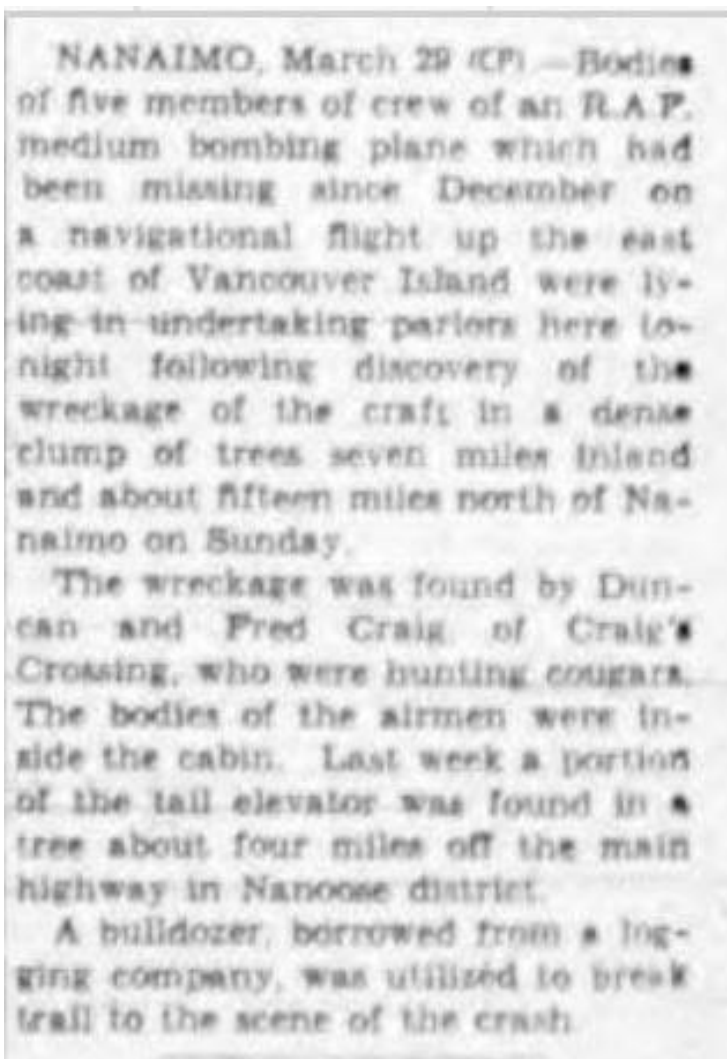 NANAIMO, March 29 (CP).—Bodies
of five members of crew of an R.A.F.
medium bombing plane which had
been missing since December on
a navigational flight up the east
coast of Vancouver Island were ly-
ing in undertaking parlors here to-
night following discovery of the
wreckage of the craft in a dense
clump of trees seven miles inland
and about fifteen miles north of Na-
naimo on Sunday.
The wreckage was found by Dun-
can and Fred Craig, of Craig's
Crossing, who were hunting cougars.
The bodies of the airmen were in-
side the cabin. Last week a portion
of the tail elevator was found in a
tree about four miles off the main
highway in Nanoose district.
A bulldozer, borrowed from a log-
ging company, was utilized to break
trail to the scene of the crash.